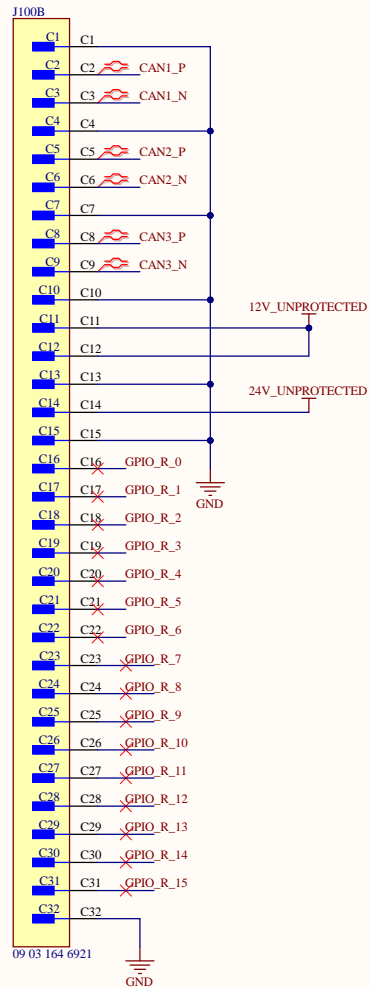 J100B
C1 C1
C2 C2 CAN1_P
C3 C3 CAN1_N
C4 C4
C5 C5 CAN2_P
C6 C6 CAN2_N
C7 C7
C8 C8 CAN3_P
C9 C9 CAN3_N
C10 C10
12V_UNPROTECTED
C11 C11
C12 C12
C13 C13
24V_UNPROTECTED
C14 C14
C15 C15
C16 C16 GPIO_R_0
C17 C17 GPIO_R_1
GND
C18 C18 GPIO_R_2
C19 C19 GPIO_R_3
C20 C20 GPIO_R_4
C21 C21 GPIO_R_5
C22 C22 GPIO_R_6
C23 C23 GPIO_R_7
C24 C24 GPIO_R_8
C25 C25 GPIO_R_9
C26 C26 GPIO_R_10
C27 C27 GPIO_R_11
C28 C28 GPIO_R_12
C29 C29 GPIO_R_13
C30 C30 GPIO_R_14
C31 C31 GPIO_R_15
C32 C32
09 03 164 6921
GND